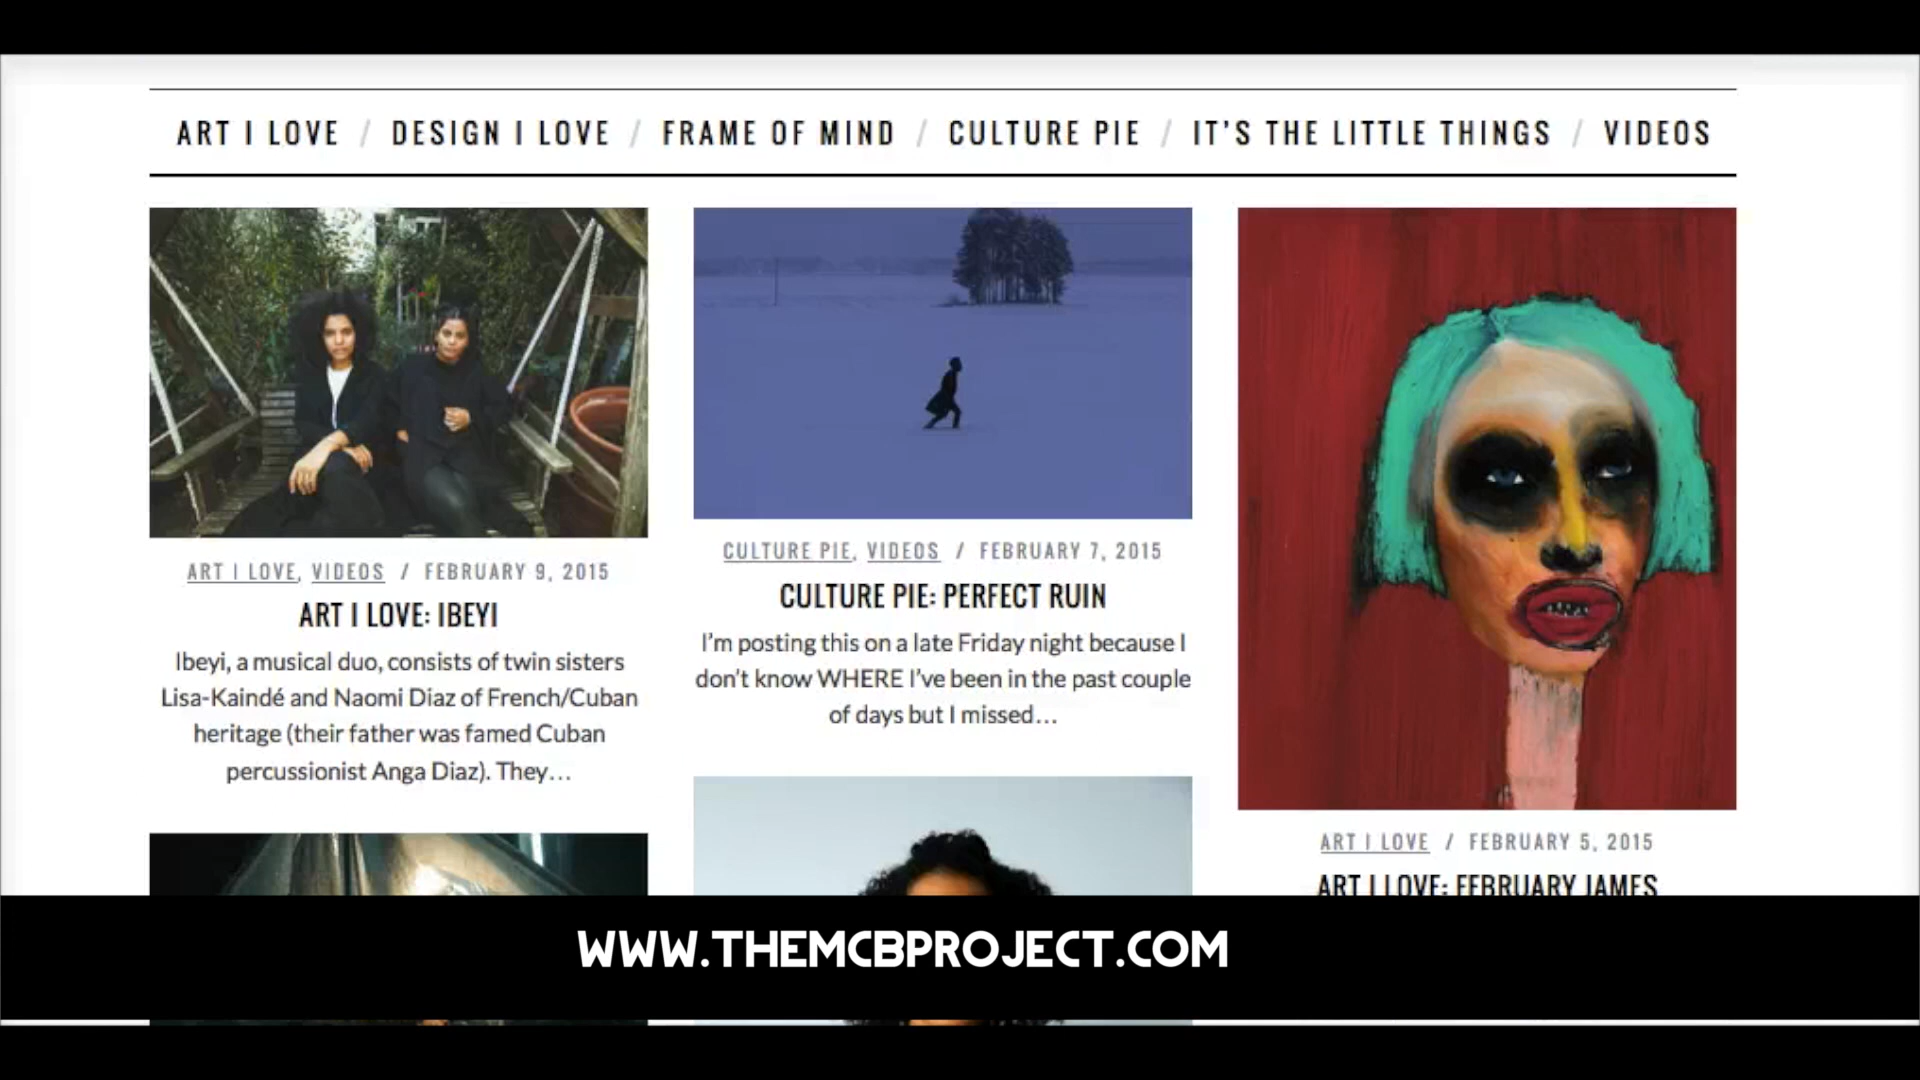 ART I LOVE / DESIGN I LOVE / FRAME OF MIND / CULTURE PIE / IT'S THE LITTLE THINGS / VIDEOS
ART I LOVE, VIDEOS / FEBRUARY 9, 2015
ART I LOVE: IBEYI
Ibeyi, a musical duo, consists of twin sisters
Lisa-Kaindé and Naomi Diaz of French/Cuban
heritage (their father was famed Cuban
percussionist Anga Diaz). They…
CULTURE PIE, VIDEOS / FEBRUARY 7, 2015
CULTURE PIE: PERFECT RUIN
I'm posting this on a late Friday night because I
don't know WHERE I've been in the past couple
of days but I missed…
ART I LOVE / FEBRUARY 5, 2015
ART I LOVE: FEBRUARY JAMES
WWW.THEMCBPROJECT.COM